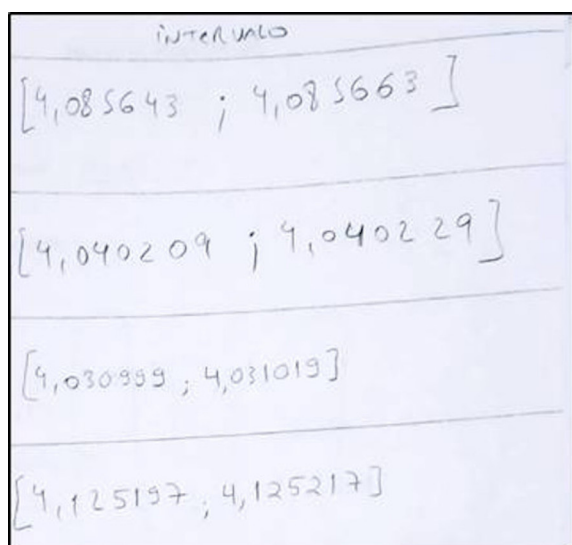 INTERVALO
[4,085643 ; 4,085663]
[4,040209 ; 4,040229]
[4,030999 ; 4,031019]
[4,125197 ; 4,125217]